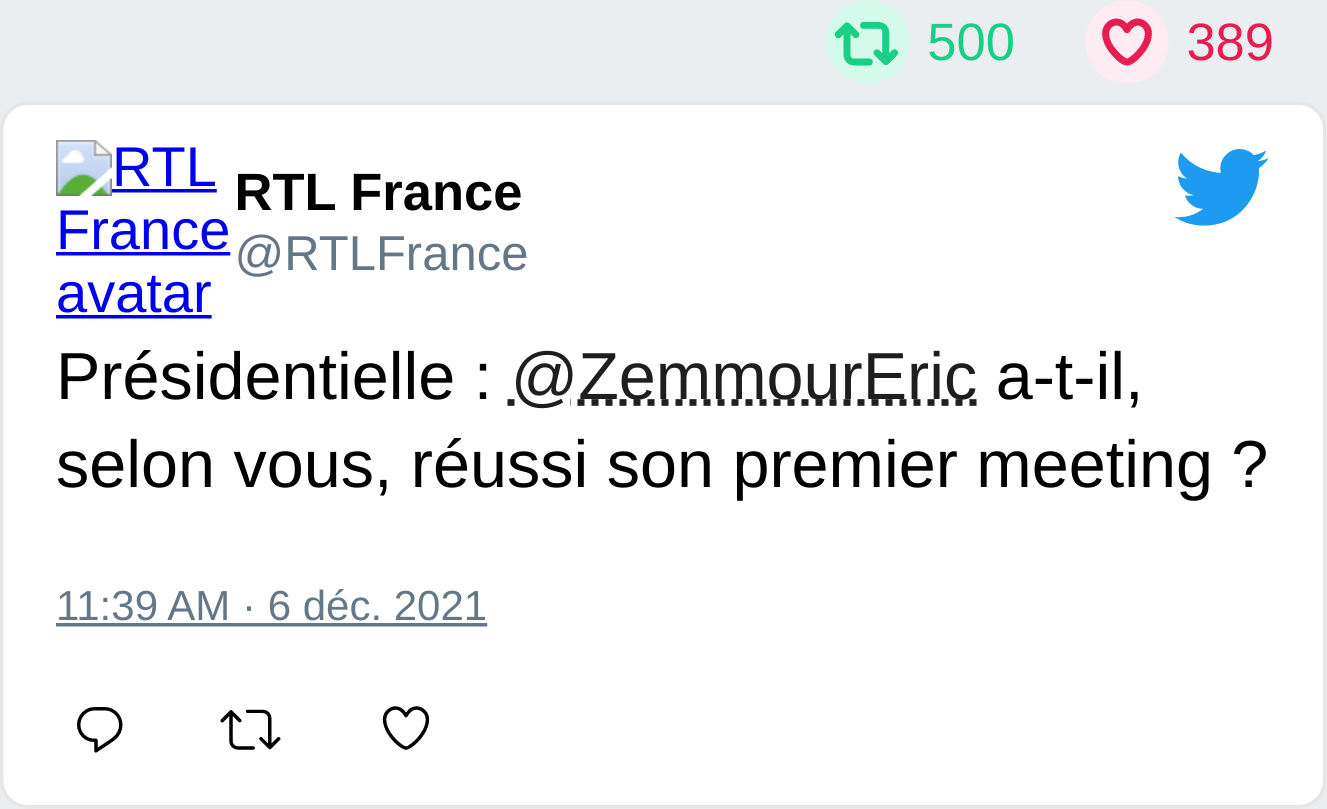 500 389
RTL
France
avatar
RTL France
@RTLFrance
Présidentielle : @ZemmourEric a-t-il,
selon vous, réussi son premier meeting ?
11:39 AM · 6 déc. 2021